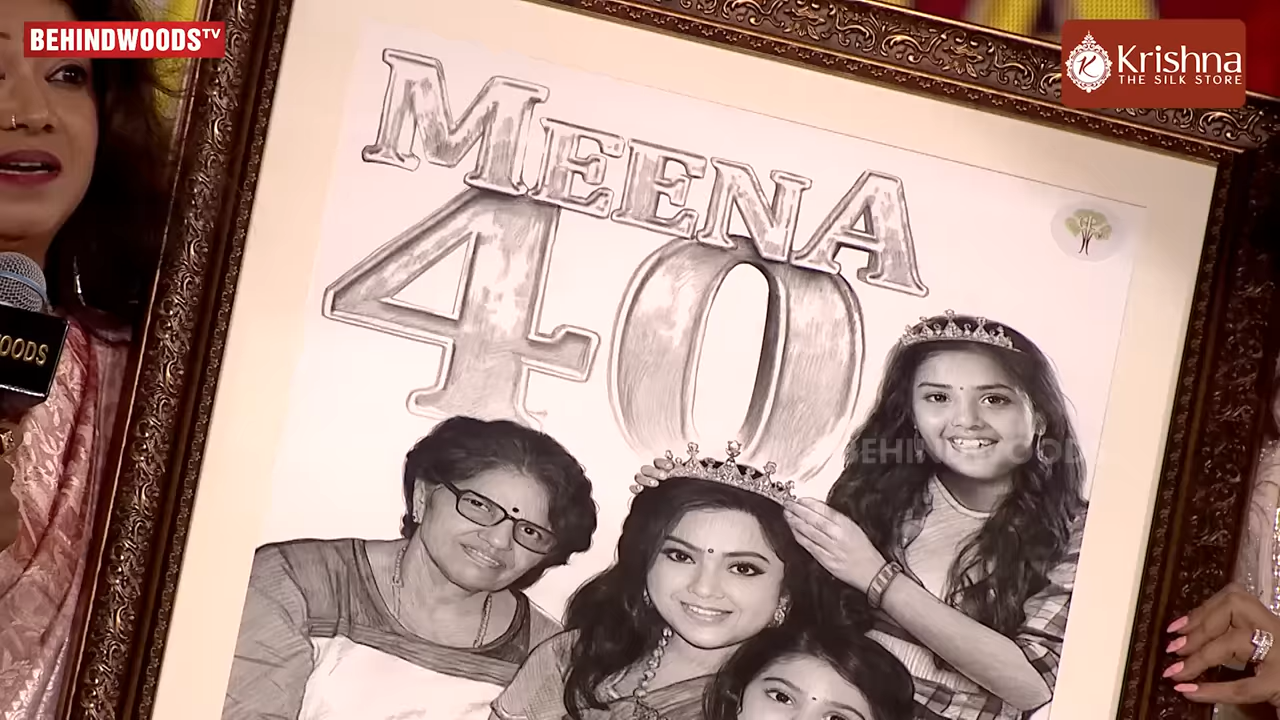 BEHINDWOODS TV
Krishna
THE SILK STORE
MEENA
40
BEHINDWOODS
OODS